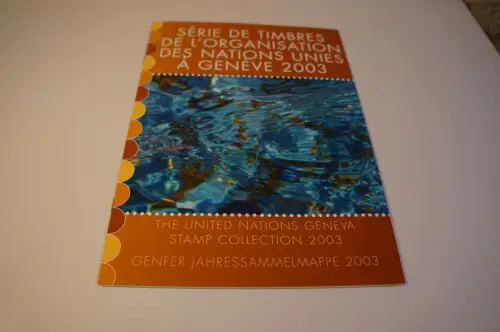 SÉRIE DE TIMBRES
DE L'ORGANISATION
DES NATIONS UNIES
À GENÈVE 2003
THE UNITED NATIONS GENEVA
STAMP COLLECTION 2003
GENFER JAHRESSAMMELMAPPE 2003